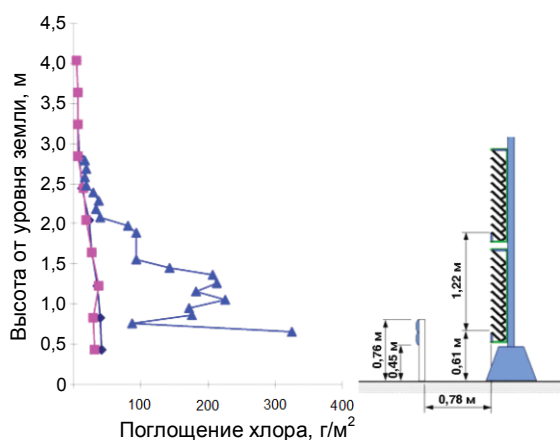 Высота от уровня земли, м
4,5
4,0
3,5
3,0
2,5
2,0
1,5
1,0
0,5
0
100
200
300
400
Поглощение хлора, г/м²
1,22 м
0,61 м
0,76 м
0,45 м
0,78 м